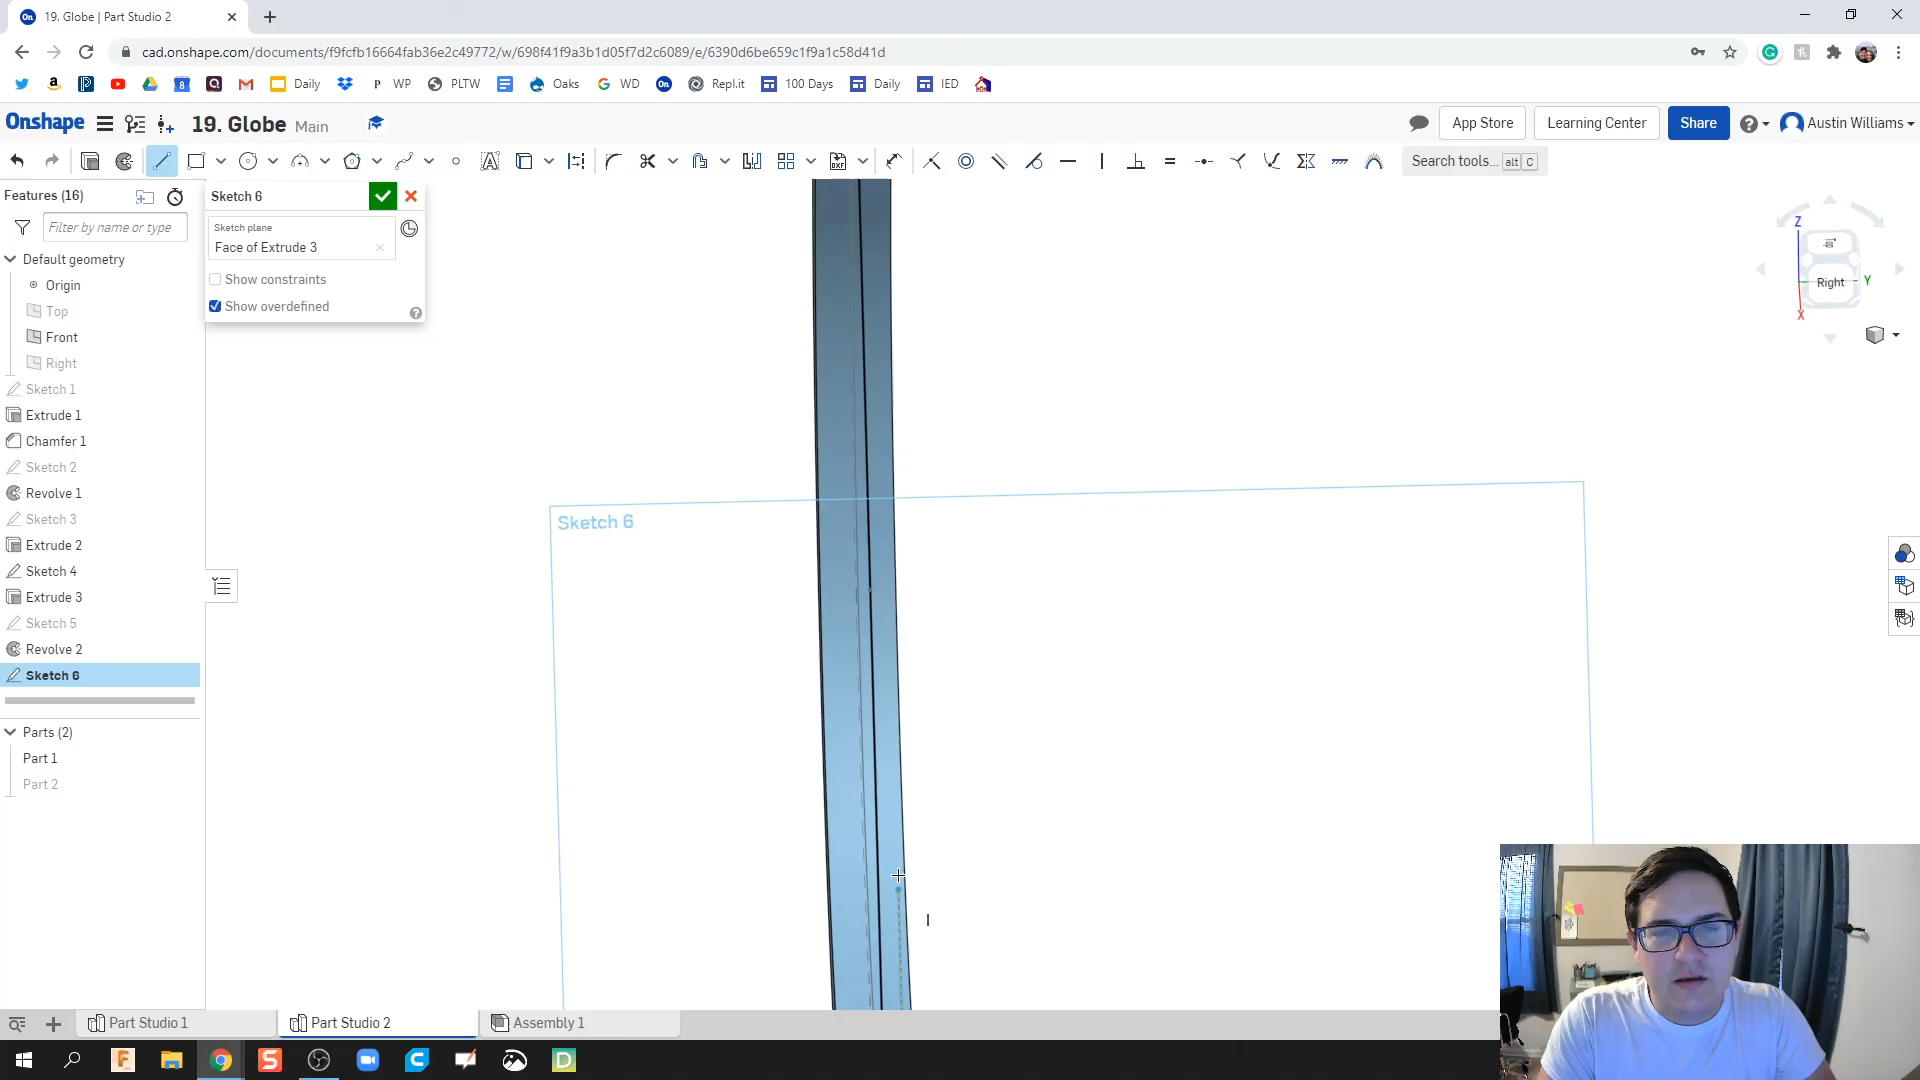 19. Globe | Part Studio 2
cad.onshape.com/documents/f9fcfb16664fab36e2c49772/w/698f41f9a3b1d05f7d2c6089/e/6390d6be659c1f9a1c58d41d
Daily
WP
PLTW
Oaks
WD
Repl.it
100 Days
Daily
IED
Onshape
19. Globe Main
App Store
Learning Center
Share
Austin Williams
Search tools... alt C
Features (16)
Filter by name or type
Default geometry
Origin
Top
Front
Right
Sketch 1
Extrude 1
Chamfer 1
Sketch 2
Revolve 1
Sketch 3
Extrude 2
Sketch 4
Extrude 3
Sketch 5
Revolve 2
Sketch 6
Parts (2)
Part 1
Part 2
Sketch 6
Sketch plane
Face of Extrude 3
Show constraints
Show overdefined
Sketch 6
Z
Right
Y
X
Part Studio 1
Part Studio 2
Assembly 1